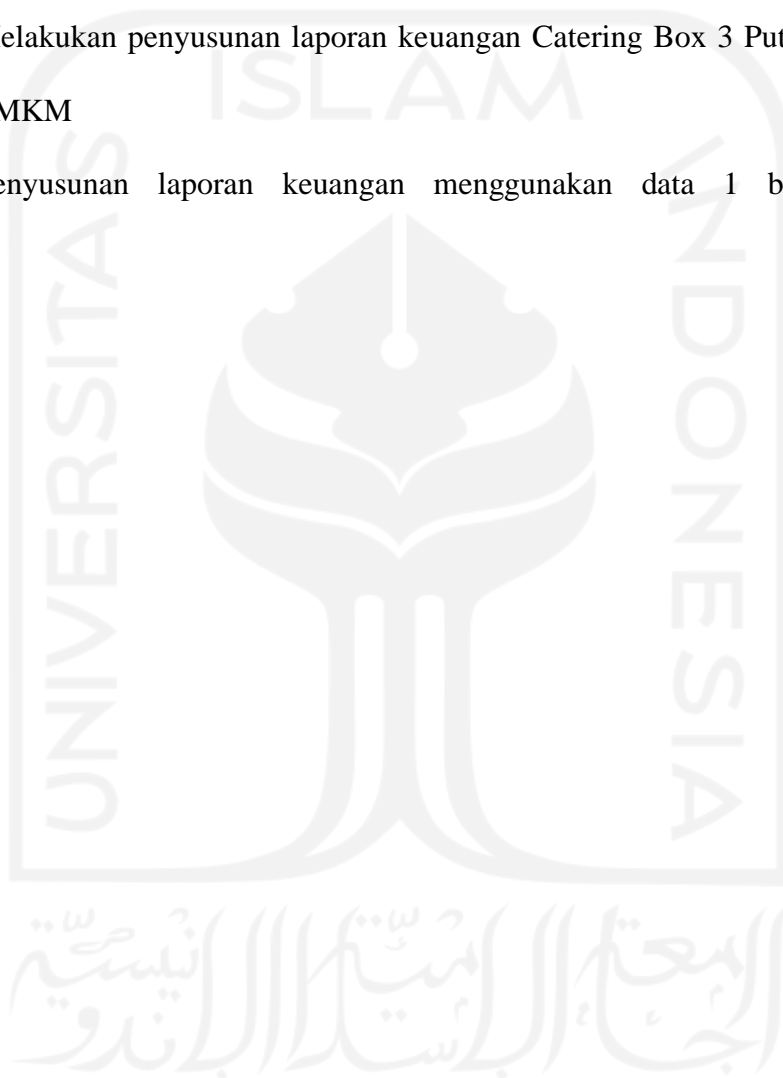 elakukan penyusunan laporan keuangan Catering Box 3 Put
MKM
enyusunan laporan keuangan menggunakan data 1 b
UNIVERSITAS
ISLAM
INDONESIA